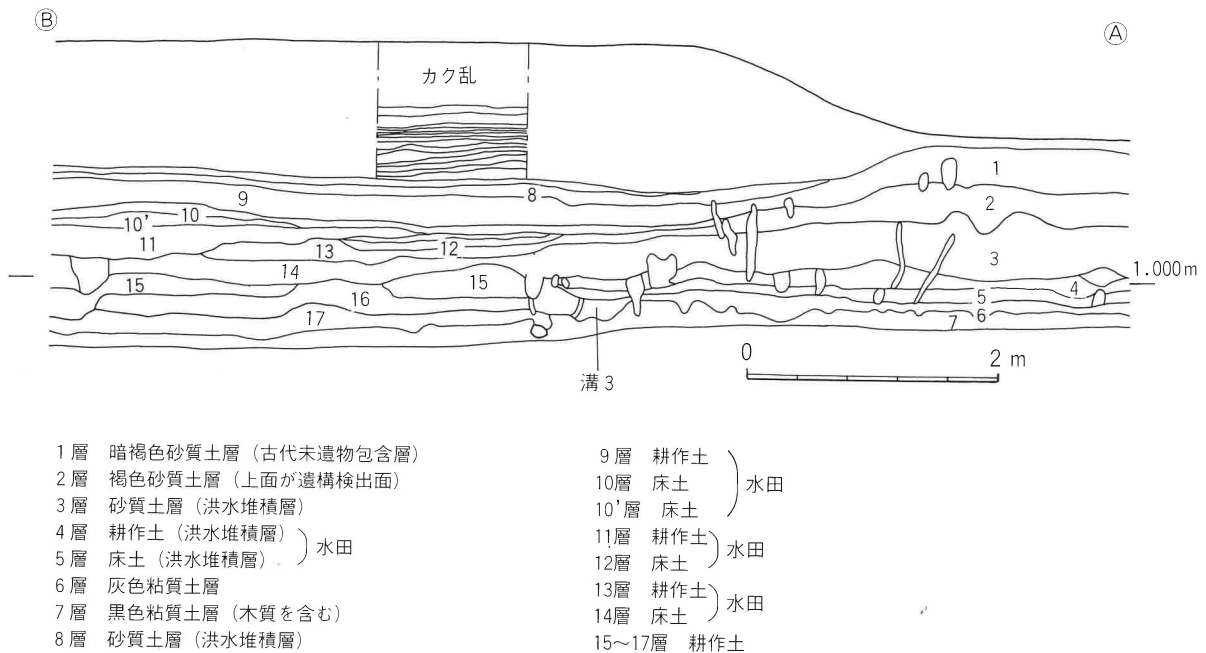 Ⓑ
Ⓐ
カク乱
1
9
8
2
10
10'
11
13
12
3
1.000m
14
15
15
4
16
5
17
6
7
0
2 m
溝3
1層 暗褐色砂質土層（古代末遺物包含層）
2層 褐色砂質土層（上面が遺構検出面）
3層 砂質土層（洪水堆積層）
4層 耕作土（洪水堆積層）
5層 床土（洪水堆積層）
水田
6層 灰色粘質土層
7層 黒色粘質土層（木質を含む）
8層 砂質土層（洪水堆積層）
9層 耕作土
10層 床土
10'層 床土
水田
11層 耕作土
12層 床土
水田
13層 耕作土
14層 床土
水田
15～17層 耕作土